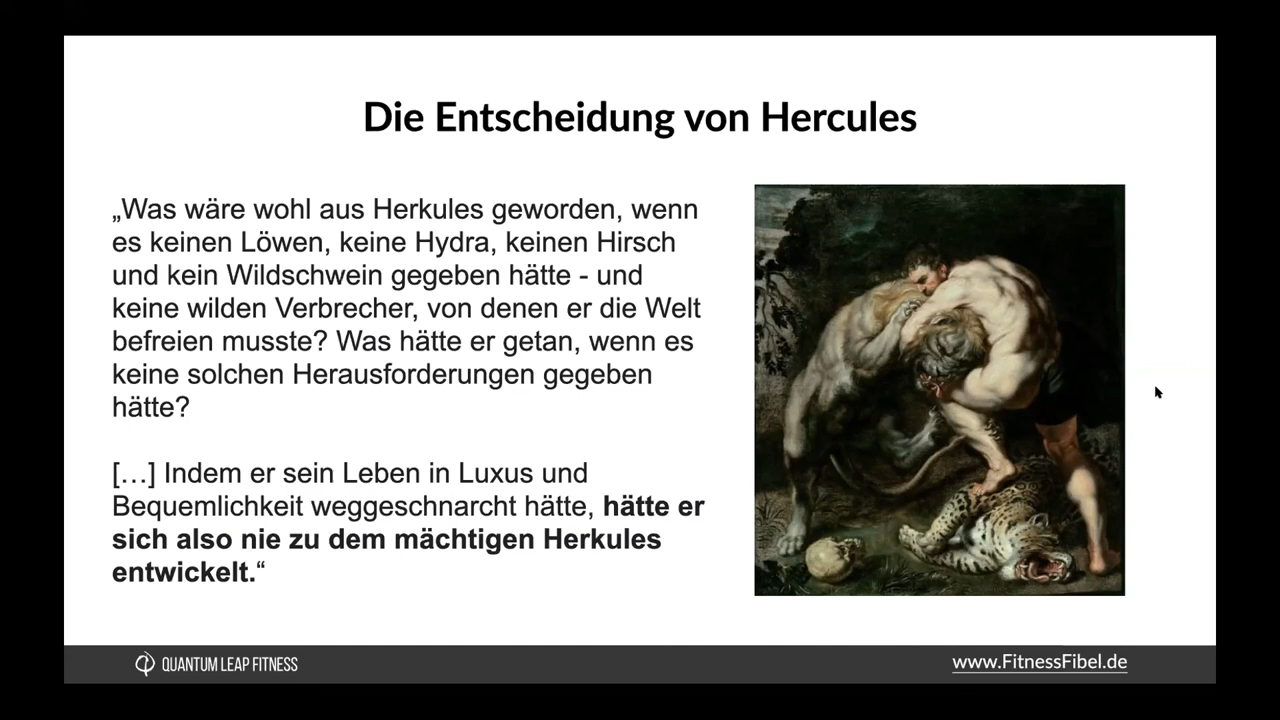 Die Entscheidung von Hercules
„Was wäre wohl aus Herkules geworden, wenn
es keinen Löwen, keine Hydra, keinen Hirsch
und kein Wildschwein gegeben hätte - und
keine wilden Verbrecher, von denen er die Welt
befreien musste? Was hätte er getan, wenn es
keine solchen Herausforderungen gegeben
hätte?
[…] Indem er sein Leben in Luxus und
Bequemlichkeit weggeschnarcht hätte, hätte er
sich also nie zu dem mächtigen Herkules
entwickelt.“
QUANTUM LEAP FITNESS
www.FitnessFibel.de